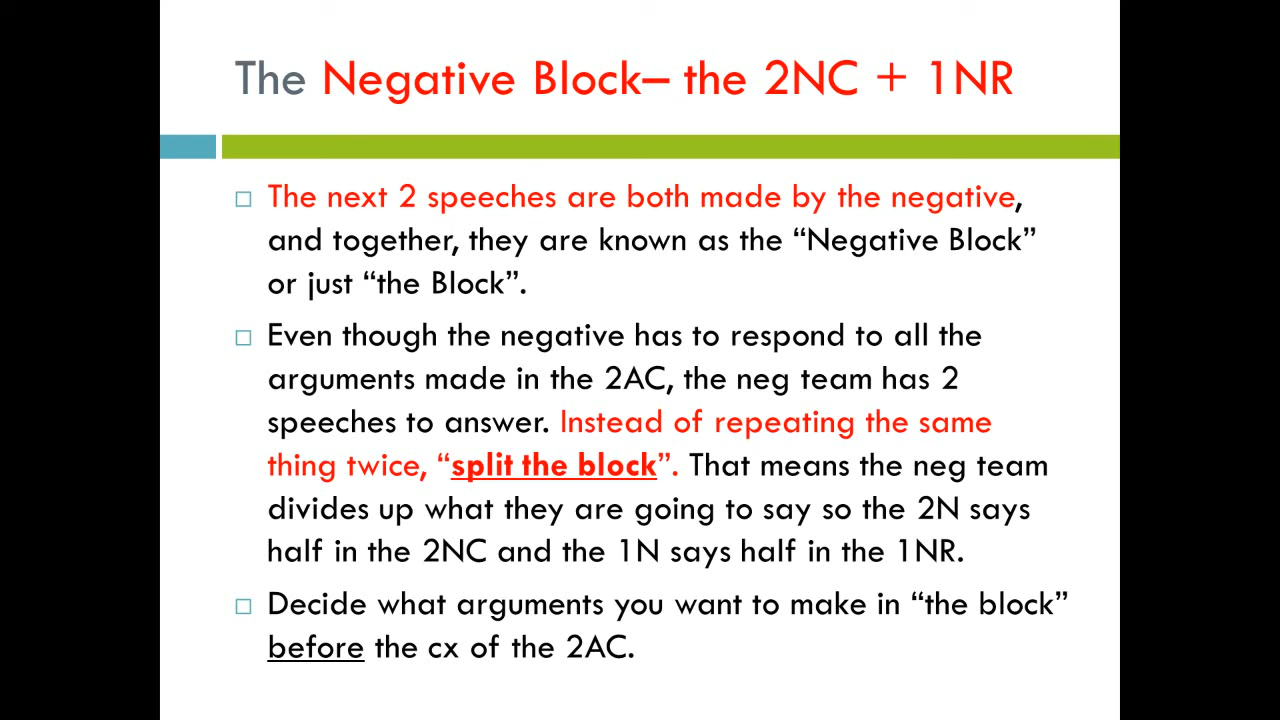 The Negative Block– the 2NC + 1NR
The next 2 speeches are both made by the negative,
and together, they are known as the “Negative Block”
or just “the Block”.
Even though the negative has to respond to all the
arguments made in the 2AC, the neg team has 2
speeches to answer. Instead of repeating the same
thing twice, “split the block”. That means the neg team
divides up what they are going to say so the 2N says
half in the 2NC and the 1N says half in the 1NR.
Decide what arguments you want to make in “the block”
before the cx of the 2AC.